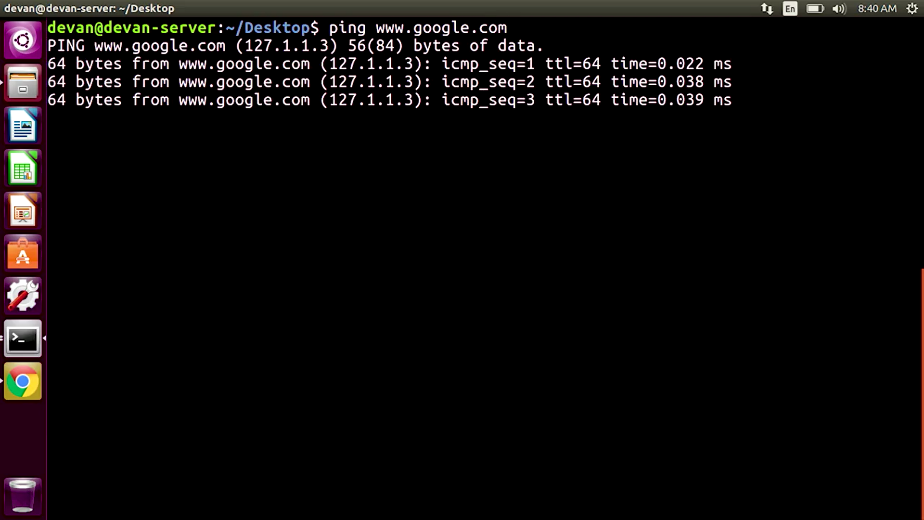 devan@devan-server: ~/Desktop
En
8:40 AM
devan@devan-server:~/Desktop$ ping www.google.com
PING www.google.com (127.1.1.3) 56(84) bytes of data.
64 bytes from www.google.com (127.1.1.3): icmp_seq=1 ttl=64 time=0.022 ms
64 bytes from www.google.com (127.1.1.3): icmp_seq=2 ttl=64 time=0.038 ms
64 bytes from www.google.com (127.1.1.3): icmp_seq=3 ttl=64 time=0.039 ms